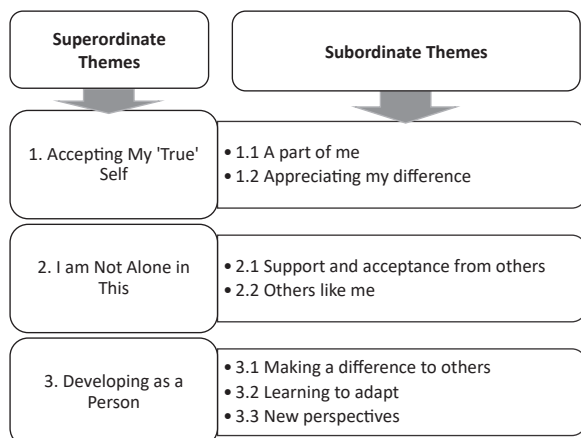 Superordinate
Themes
Subordinate Themes
1. Accepting My 'True'
Self
• 1.1 A part of me
• 1.2 Appreciating my difference
2. I am Not Alone in
This
• 2.1 Support and acceptance from others
• 2.2 Others like me
3. Developing as a
Person
• 3.1 Making a difference to others
• 3.2 Learning to adapt
• 3.3 New perspectives